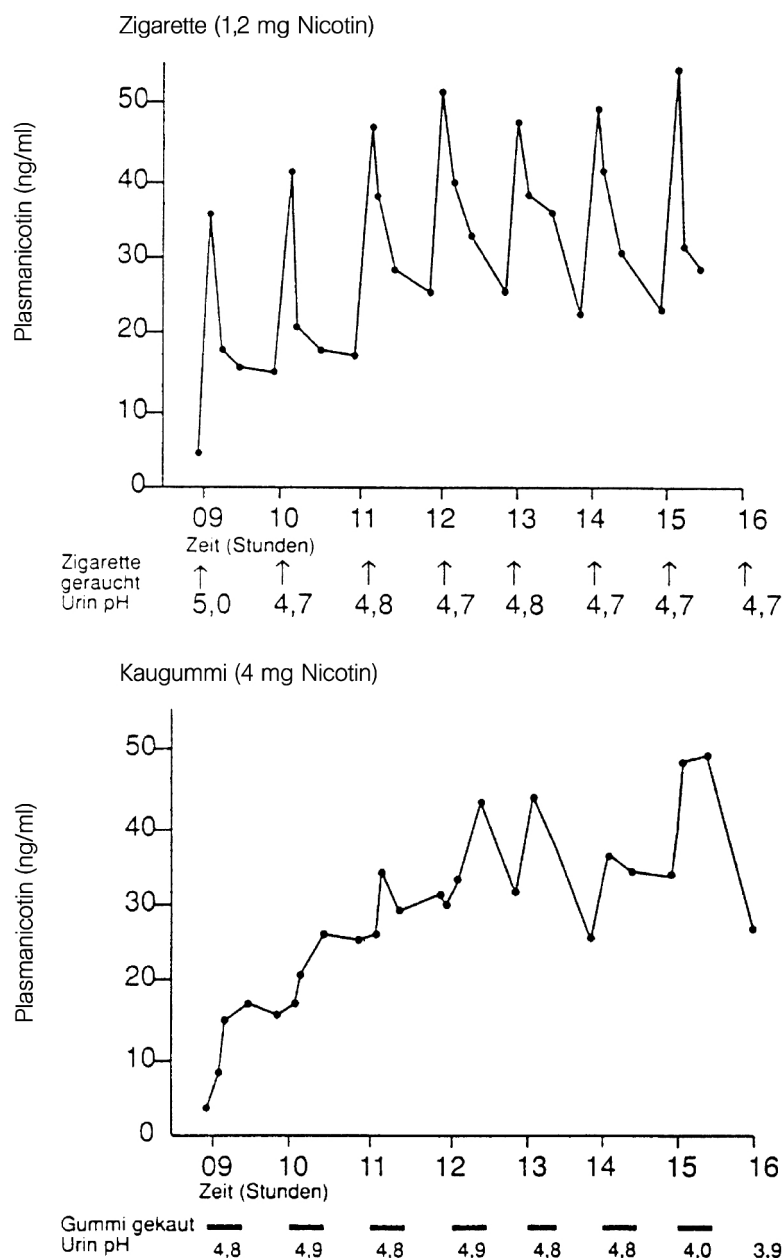 Zigarette (1,2 mg Nicotin)
Plasmanicotin (ng/ml)
50
40
30
20
10
0
09 10 11 12 13 14 15 16
Zeit (Stunden)
Zigarette
geraucht ↑ ↑ ↑ ↑ ↑ ↑ ↑ ↑
Urin pH 5,0 4,7 4,8 4,7 4,8 4,7 4,7 4,7
Kaugummi (4 mg Nicotin)
Plasmanicotin (ng/ml)
50
40
30
20
10
0
09 10 11 12 13 14 15 16
Zeit (Stunden)
Gummi gekaut
Urin pH 4,8 4,9 4,8 4,9 4,8 4,8 4,0 3,9